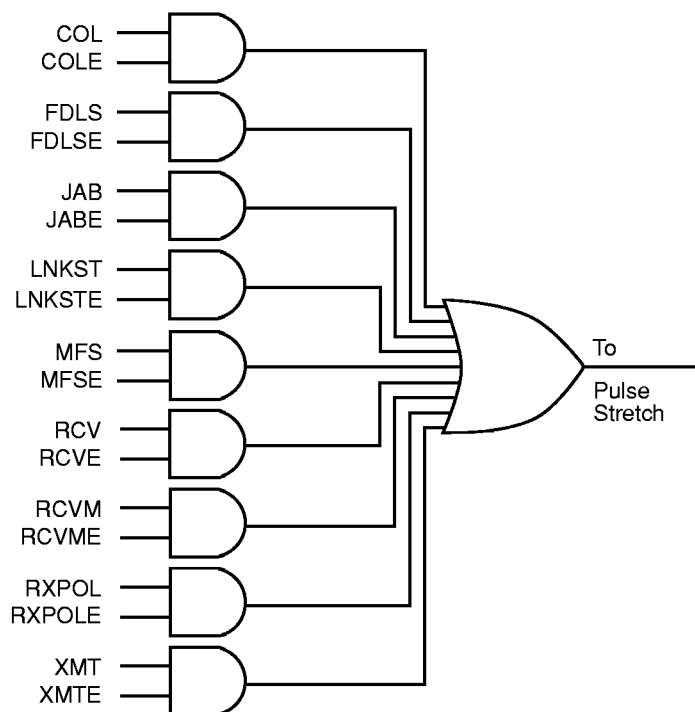 COL
COLE
FDLS
FDLSE
JAB
JABE
LNKST
LNKSTE
MFS
MFSE
RCV
RCVE
RCVM
RCVME
RXPOL
RXPOLE
XMT
XMTE
To
Pulse
Stretch